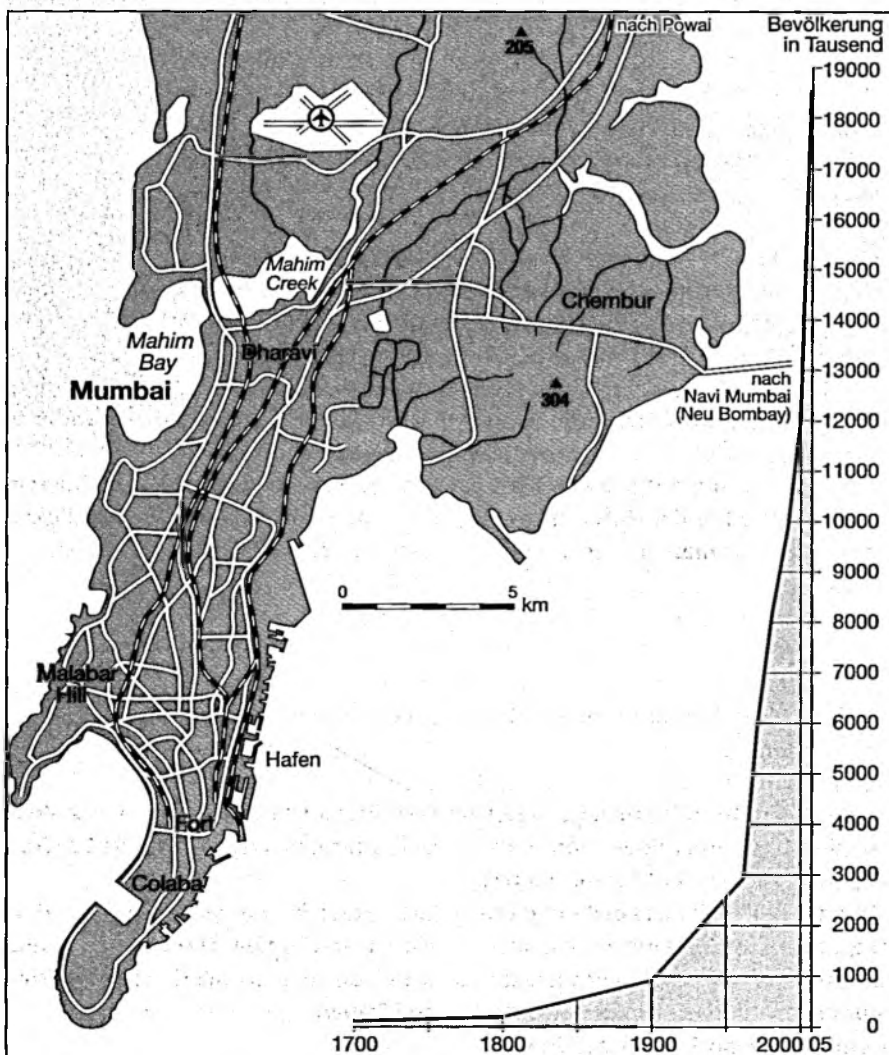 nach Powai
205
Bevölkerung
in Tausend
19000
18000
17000
16000
15000
14000
13000
12000
11000
10000
9000
8000
7000
6000
5000
4000
3000
2000
1000
0
Mahim
Creek
Chembur
Mahim
Bay
Dharavi
Mumbai
304
nach
Navi Mumbai
(Neu Bombay)
0 5
km
Malabar
Hill
Hafen
Fort
Colaba
1700 1800 1900 2000 05